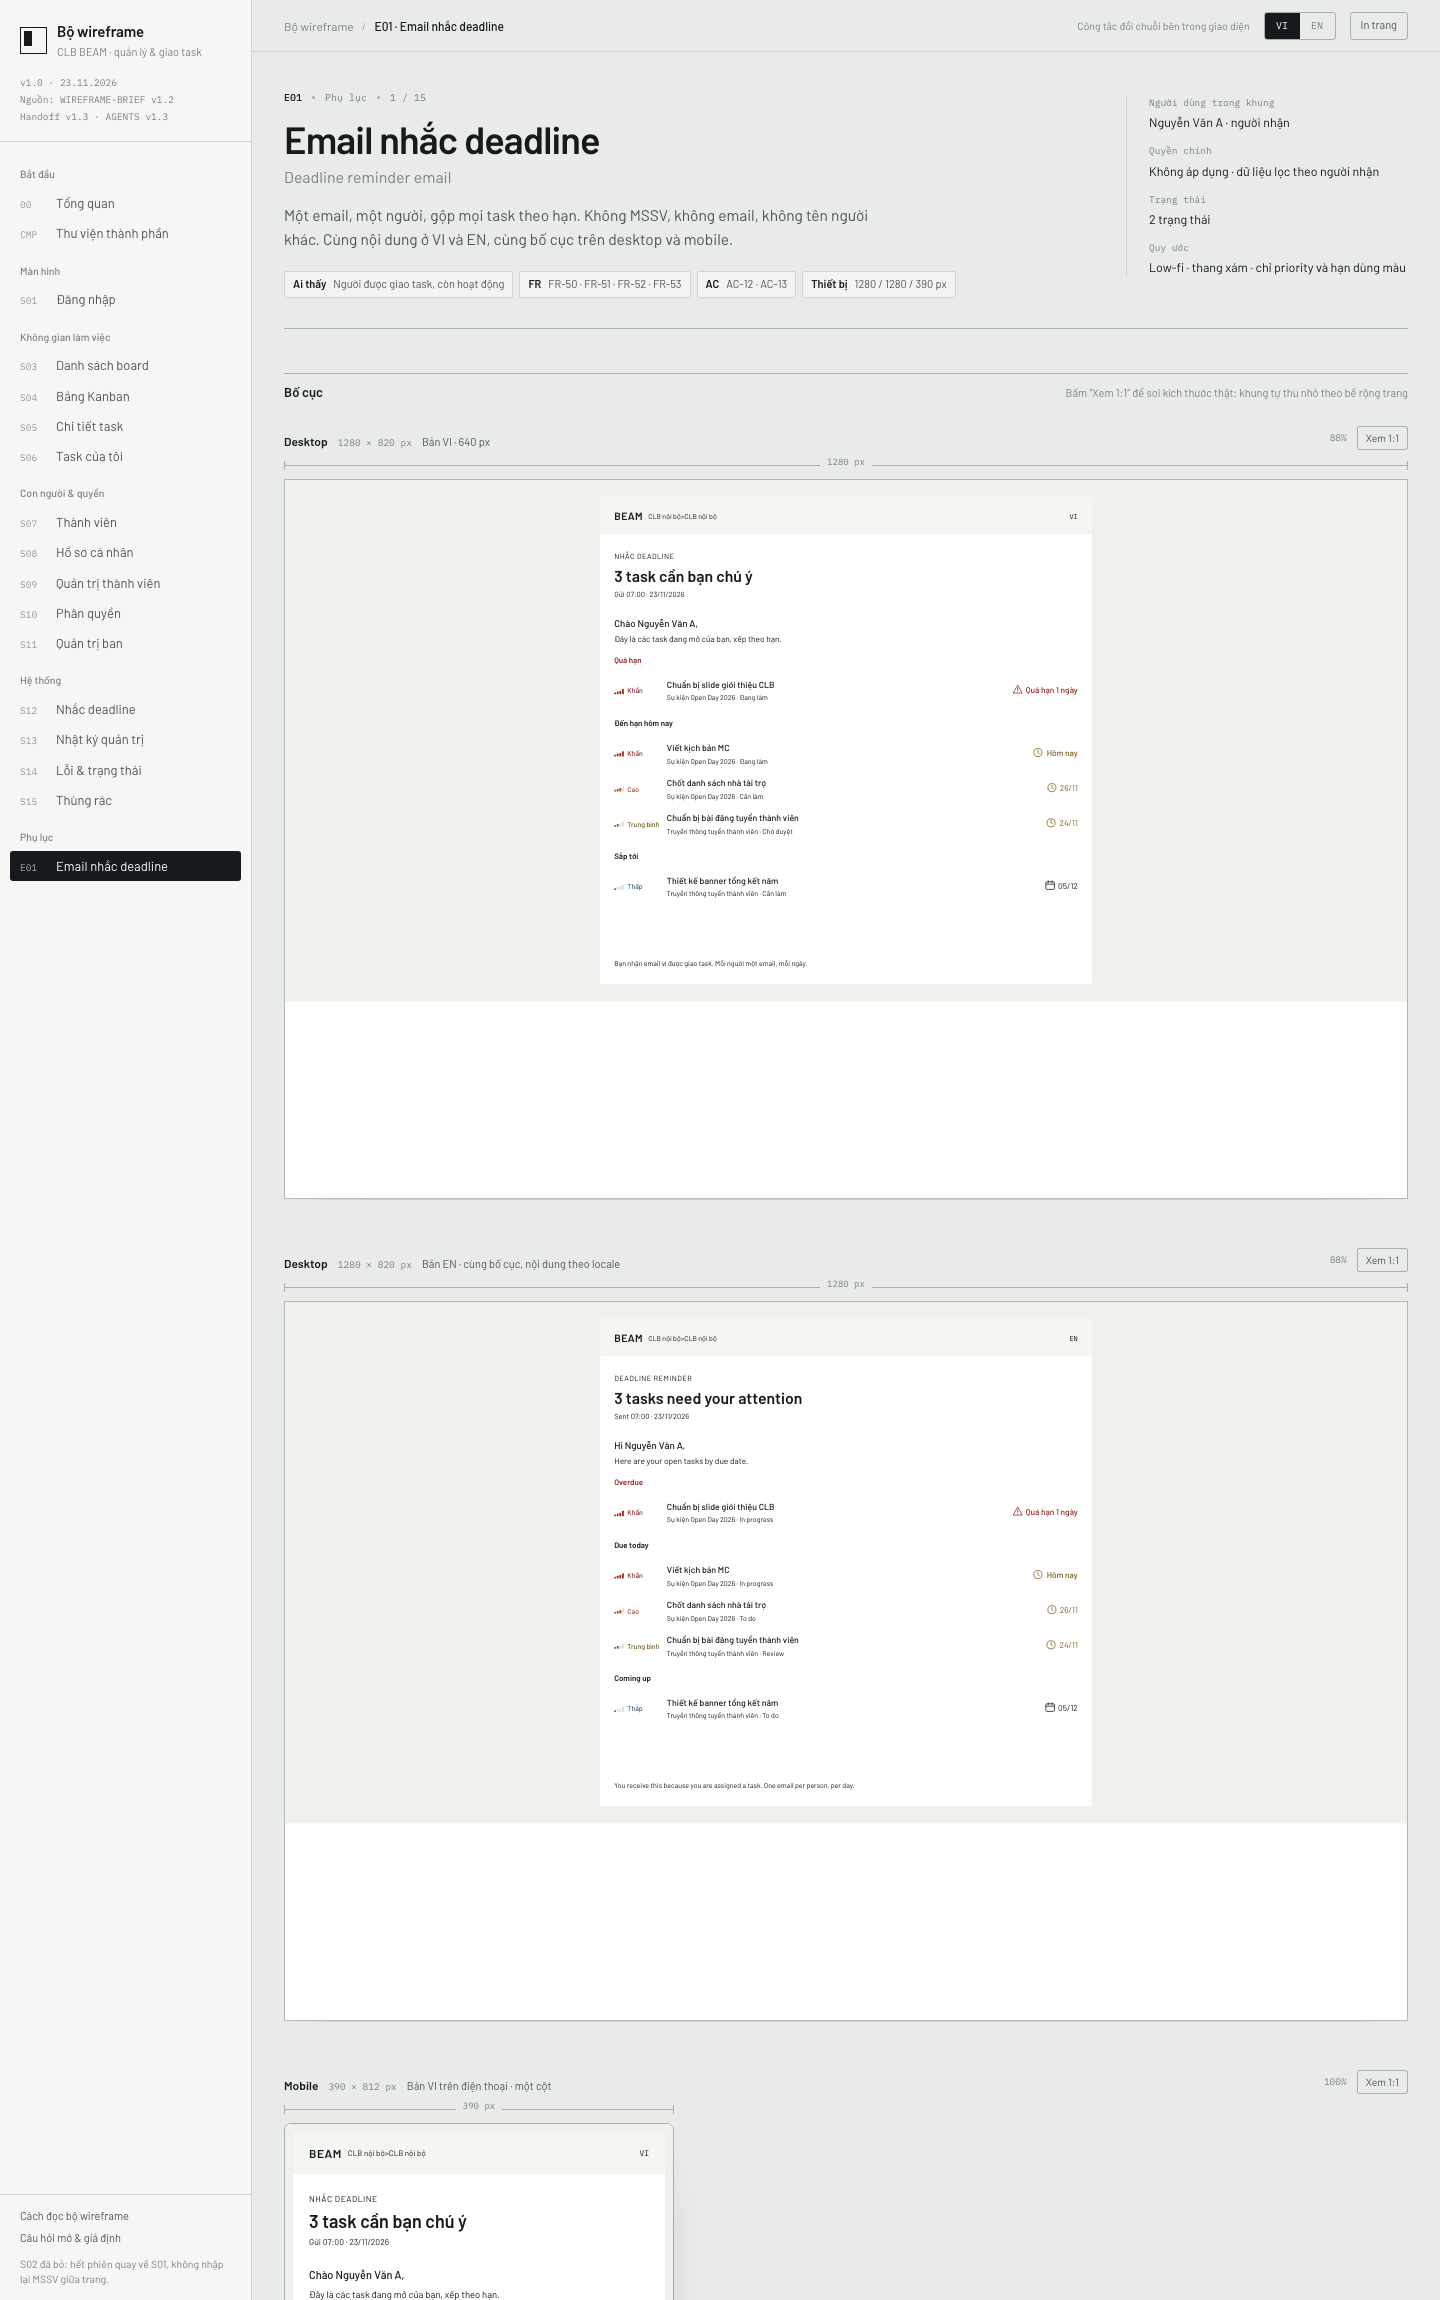 Bộ wireframe
CLB BEAM · quản lý & giao task
v1.0 · 23.11.2026
Nguồn: WIREFRAME-BRIEF v1.2
Handoff v1.3 · AGENTS v1.3
Bắt đầu
00 Tổng quan
CMP Thư viện thành phần
Màn hình
S01 Đăng nhập
Không gian làm việc
S03 Danh sách board
S04 Bảng Kanban
S05 Chi tiết task
S06 Task của tôi
Con người & quyền
S07 Thành viên
S08 Hồ sơ cá nhân
S09 Quản trị thành viên
S10 Phân quyền
S11 Quản trị ban
Hệ thống
S12 Nhắc deadline
S13 Nhật ký quản trị
S14 Lỗi & trạng thái
S15 Thùng rác
Phụ lục
E01 Email nhắc deadline
Cách đọc bộ wireframe
Câu hỏi mở & giả định
S02 đã bỏ: hết phiên quay về S01, không nhập
lại MSSV giữa trang.
Bộ wireframe / E01 · Email nhắc deadline
Công tắc đổi chuỗi bên trong giao diện VI EN In trang
E01 • Phụ lục • 1 / 15
Email nhắc deadline
Deadline reminder email
Một email, một người, gộp mọi task theo hạn. Không MSSV, không email, không tên người
khác. Cùng nội dung ở VI và EN, cùng bố cục trên desktop và mobile.
Ai thấy Người được giao task, còn hoạt động FR FR-50 · FR-51 · FR-52 · FR-53 AC AC-12 · AC-13 Thiết bị 1280 / 1280 / 390 px
Người dùng trong khung
Nguyễn Văn A · người nhận
Quyền chính
Không áp dụng · dữ liệu lọc theo người nhận
Trạng thái
2 trạng thái
Quy ước
Low-fi · thang xám · chỉ priority và hạn dùng màu
Bố cục Bấm "Xem 1:1" để soi kích thước thật; khung tự thu nhỏ theo bề rộng trang
Desktop 1280 × 820 px Bản VI · 640 px 88% Xem 1:1
1280 px
BEAM CLB nội bộ>CLB nội bộ VI
NHẮC DEADLINE
3 task cần bạn chú ý
Gửi 07:00 · 23/11/2026
Chào Nguyễn Văn A,
Đây là các task đang mở của bạn, xếp theo hạn.
Quá hạn
Khẩn Chuẩn bị slide giới thiệu CLB Quá hạn 1 ngày
Sự kiện Open Day 2026 · Đang làm
Đến hạn hôm nay
Khẩn Viết kịch bản MC Hôm nay
Sự kiện Open Day 2026 · Đang làm
Cao Chốt danh sách nhà tài trợ 26/11
Sự kiện Open Day 2026 · Cần làm
Trung bình Chuẩn bị bài đăng tuyển thành viên 24/11
Truyền thông tuyển thành viên · Chờ duyệt
Sắp tới
Thấp Thiết kế banner tổng kết năm 05/12
Truyền thông tuyển thành viên · Cần làm
Bạn nhận email vì được giao task. Mỗi người một email, mỗi ngày.
Desktop 1280 × 820 px Bản EN · cùng bố cục, nội dung theo locale 88% Xem 1:1
1280 px
BEAM CLB nội bộ>CLB nội bộ EN
DEADLINE REMINDER
3 tasks need your attention
Sent 07:00 · 23/11/2026
Hi Nguyễn Văn A,
Here are your open tasks by due date.
Overdue
Khẩn Chuẩn bị slide giới thiệu CLB Quá hạn 1 ngày
Sự kiện Open Day 2026 · In progress
Due today
Khẩn Viết kịch bản MC Hôm nay
Sự kiện Open Day 2026 · In progress
Cao Chốt danh sách nhà tài trợ 26/11
Sự kiện Open Day 2026 · To do
Trung bình Chuẩn bị bài đăng tuyển thành viên 24/11
Truyền thông tuyển thành viên · Review
Coming up
Thấp Thiết kế banner tổng kết năm 05/12
Truyền thông tuyển thành viên · To do
You receive this because you are assigned a task. One email per person, per day.
Mobile 390 × 812 px Bản VI trên điện thoại · một cột 100% Xem 1:1
390 px
BEAM CLB nội bộ>CLB nội bộ VI
NHẮC DEADLINE
3 task cần bạn chú ý
Gửi 07:00 · 23/11/2026
Chào Nguyễn Văn A,
Đây là các task đang mở của bạn, xếp theo hạn.